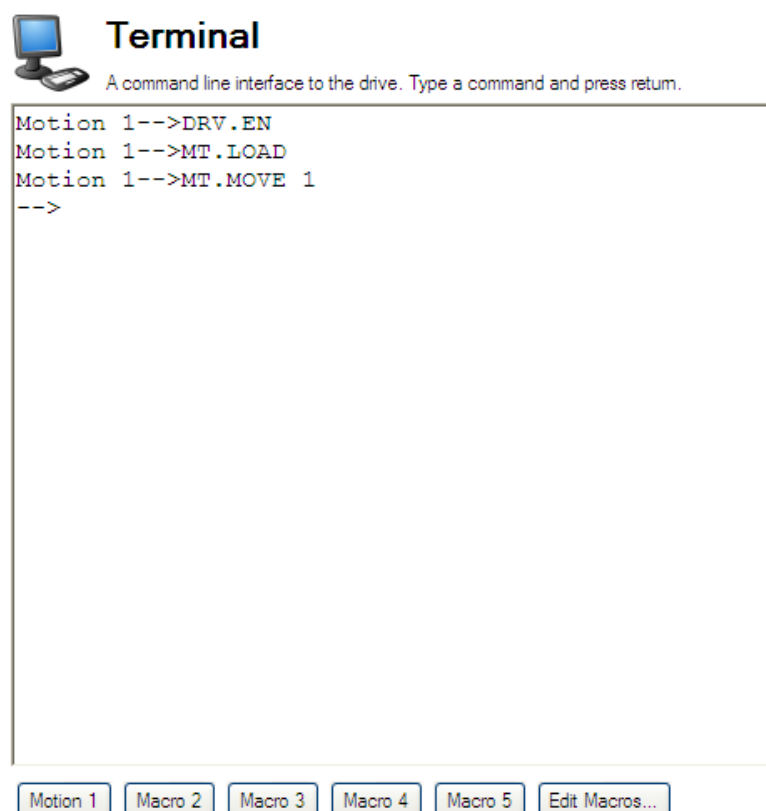 Terminal
A command line interface to the drive. Type a command and press return.
Motion 1-->DRV.EN
Motion 1-->MT.LOAD
Motion 1-->MT.MOVE 1
-->
Motion 1 Macro 2 Macro 3 Macro 4 Macro 5 Edit Macros...